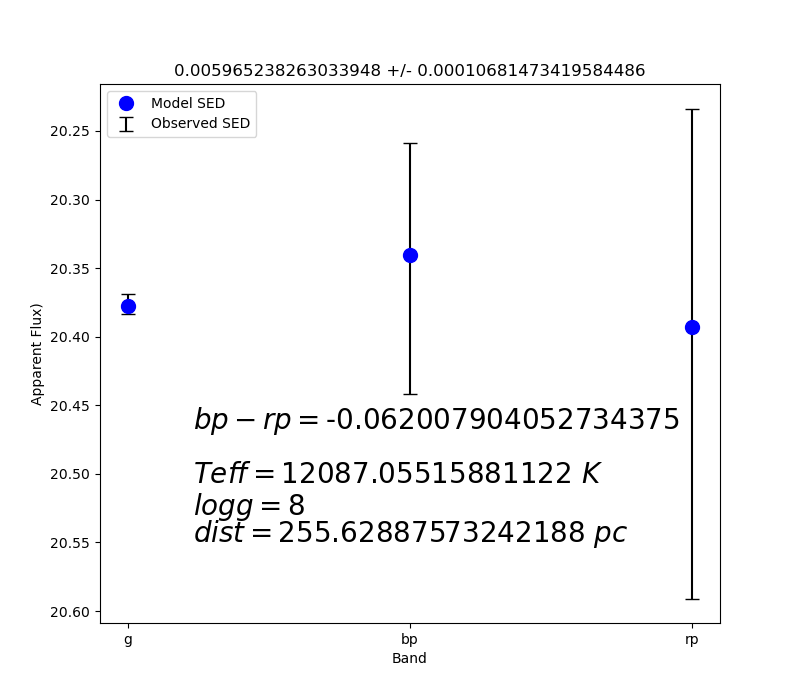 0.005965238263033948 +/- 0.00010681473419584486
Model SED
Observed SED
Apparent Flux)
20.25
20.30
20.35
20.40
20.45
20.50
20.55
20.60
bp − rp = -0.062007904052734375
Teff = 12087.05515881122 K
logg = 8
dist = 255.62887573242188 pc
g bp rp
Band